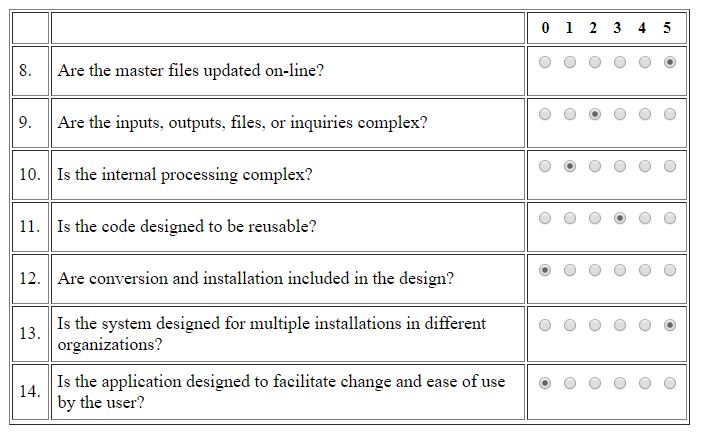 0 1 2 3 4 5
8. Are the master files updated on-line?
9. Are the inputs, outputs, files, or inquiries complex?
10. Is the internal processing complex?
11. Is the code designed to be reusable?
12. Are conversion and installation included in the design?
13. Is the system designed for multiple installations in different
organizations?
14. Is the application designed to facilitate change and ease of use
by the user?